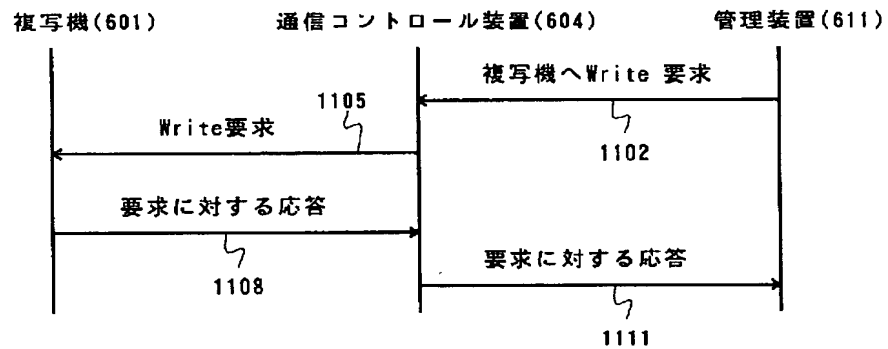 複写機(601) 通信コントロール装置(604) 管理装置(611)
複写機へWrite 要求
1105
Write要求
1102
要求に対する応答
要求に対する応答
1108
1111